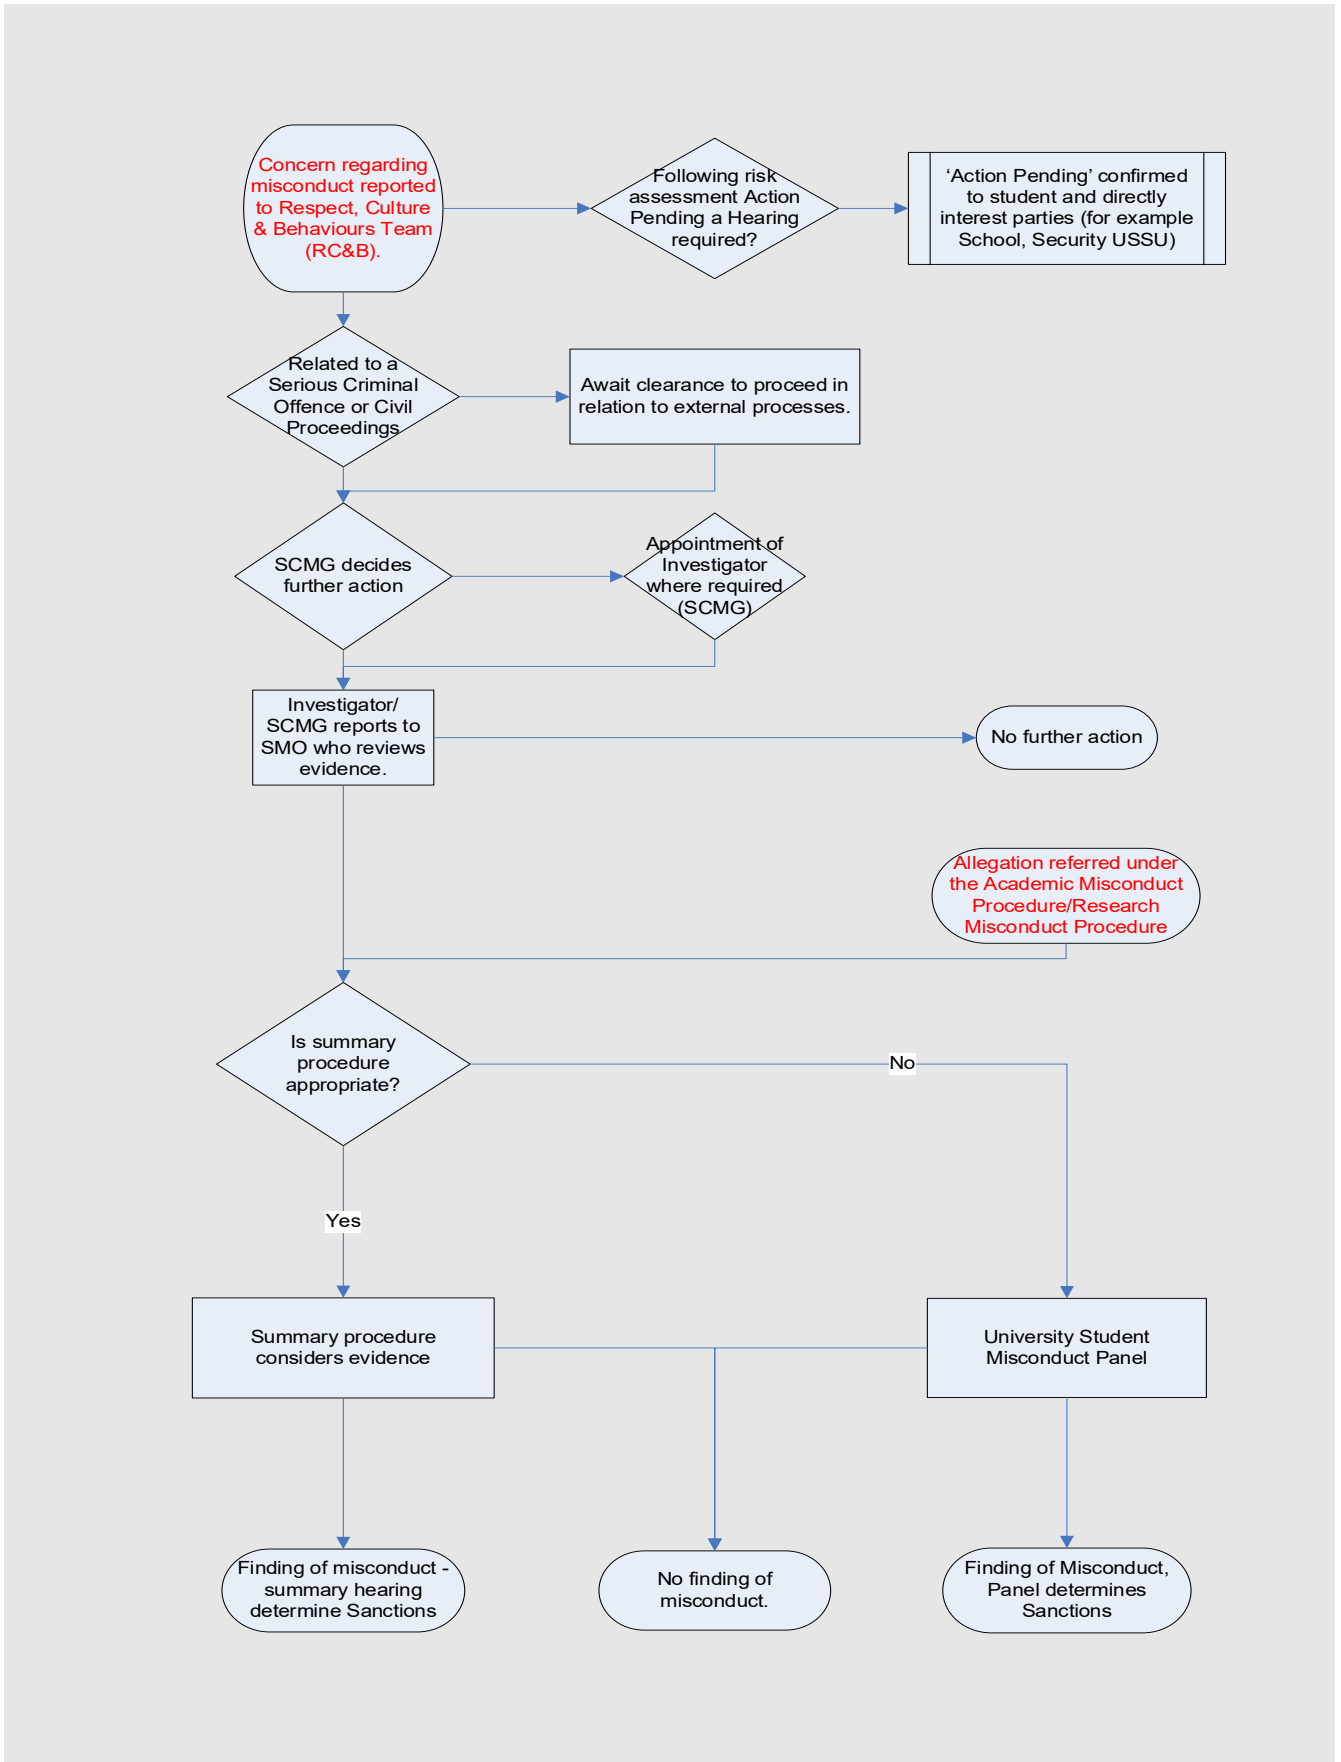 Concern regarding
misconduct reported
to Respect, Culture
& Behaviours Team
(RC&B).
Following risk
assessment Action
Pending a Hearing
required?
‘Action Pending’ confirmed
to student and directly
interest parties (for example
School, Security USSU)
Related to a
Serious Criminal
Offence or Civil
Proceedings
Await clearance to proceed in
relation to external processes.
SCMG decides
further action
Appointment of
Investigator
where required
(SCMG)
Investigator/
SCMG reports to
SMO who reviews
evidence.
No further action
Allegation referred under
the Academic Misconduct
Procedure/Research
Misconduct Procedure
Is summary
procedure
appropriate?
No
Yes
Summary procedure
considers evidence
University Student
Misconduct Panel
Finding of misconduct -
summary hearing
determine Sanctions
No finding of
misconduct.
Finding of Misconduct,
Panel determines
Sanctions